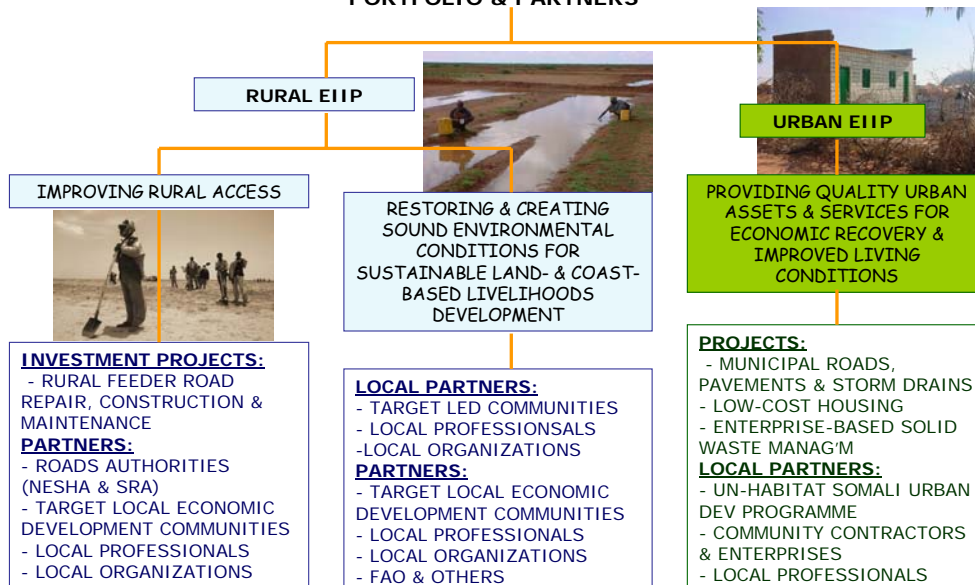 PORTFOLIO & PARTNERS
RURAL EIIP
URBAN EIIP
IMPROVING RURAL ACCESS
RESTORING & CREATING
SOUND ENVIRONMENTAL
CONDITIONS FOR
SUSTAINABLE LAND- & COAST-
BASED LIVELIHOODS
DEVELOPMENT
PROVIDING QUALITY URBAN
ASSETS & SERVICES FOR
ECONOMIC RECOVERY &
IMPROVED LIVING
CONDITIONS
INVESTMENT PROJECTS:
- RURAL FEEDER ROAD
REPAIR, CONSTRUCTION &
MAINTENANCE
PARTNERS:
- ROADS AUTHORITIES
(NESHA & SRA)
- TARGET LOCAL ECONOMIC
DEVELOPMENT COMMUNITIES
- LOCAL PROFESSIONALS
- LOCAL ORGANIZATIONS
LOCAL PARTNERS:
- TARGET LED COMMUNITIES
- LOCAL PROFESSIONSALS
-LOCAL ORGANIZATIONS
PARTNERS:
- TARGET LOCAL ECONOMIC
DEVELOPMENT COMMUNITIES
- LOCAL PROFESSIONALS
- LOCAL ORGANIZATIONS
- FAO & OTHERS
PROJECTS:
- MUNICIPAL ROADS,
PAVEMENTS & STORM DRAINS
- LOW-COST HOUSING
- ENTERPRISE-BASED SOLID
WASTE MANAG'M
LOCAL PARTNERS:
- UN-HABITAT SOMALI URBAN
DEV PROGRAMME
- COMMUNITY CONTRACTORS
& ENTERPRISES
- LOCAL PROFESSIONALS